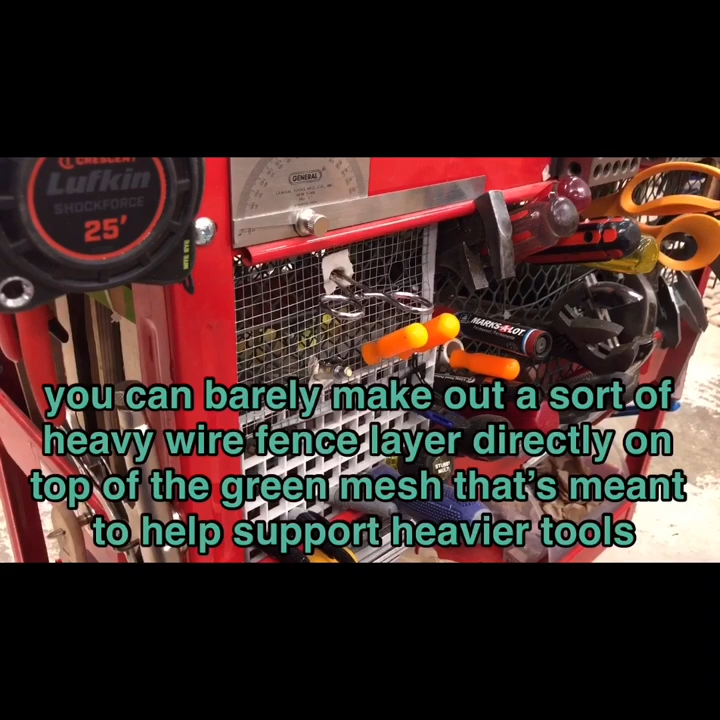 CRESCENT
Lufkin
SHOCKFORCE
25'
GENERAL
MARKS-A-LOT
you can barely make out a sort of
heavy wire fence layer directly on
top of the green mesh that's meant
to help support heavier tools